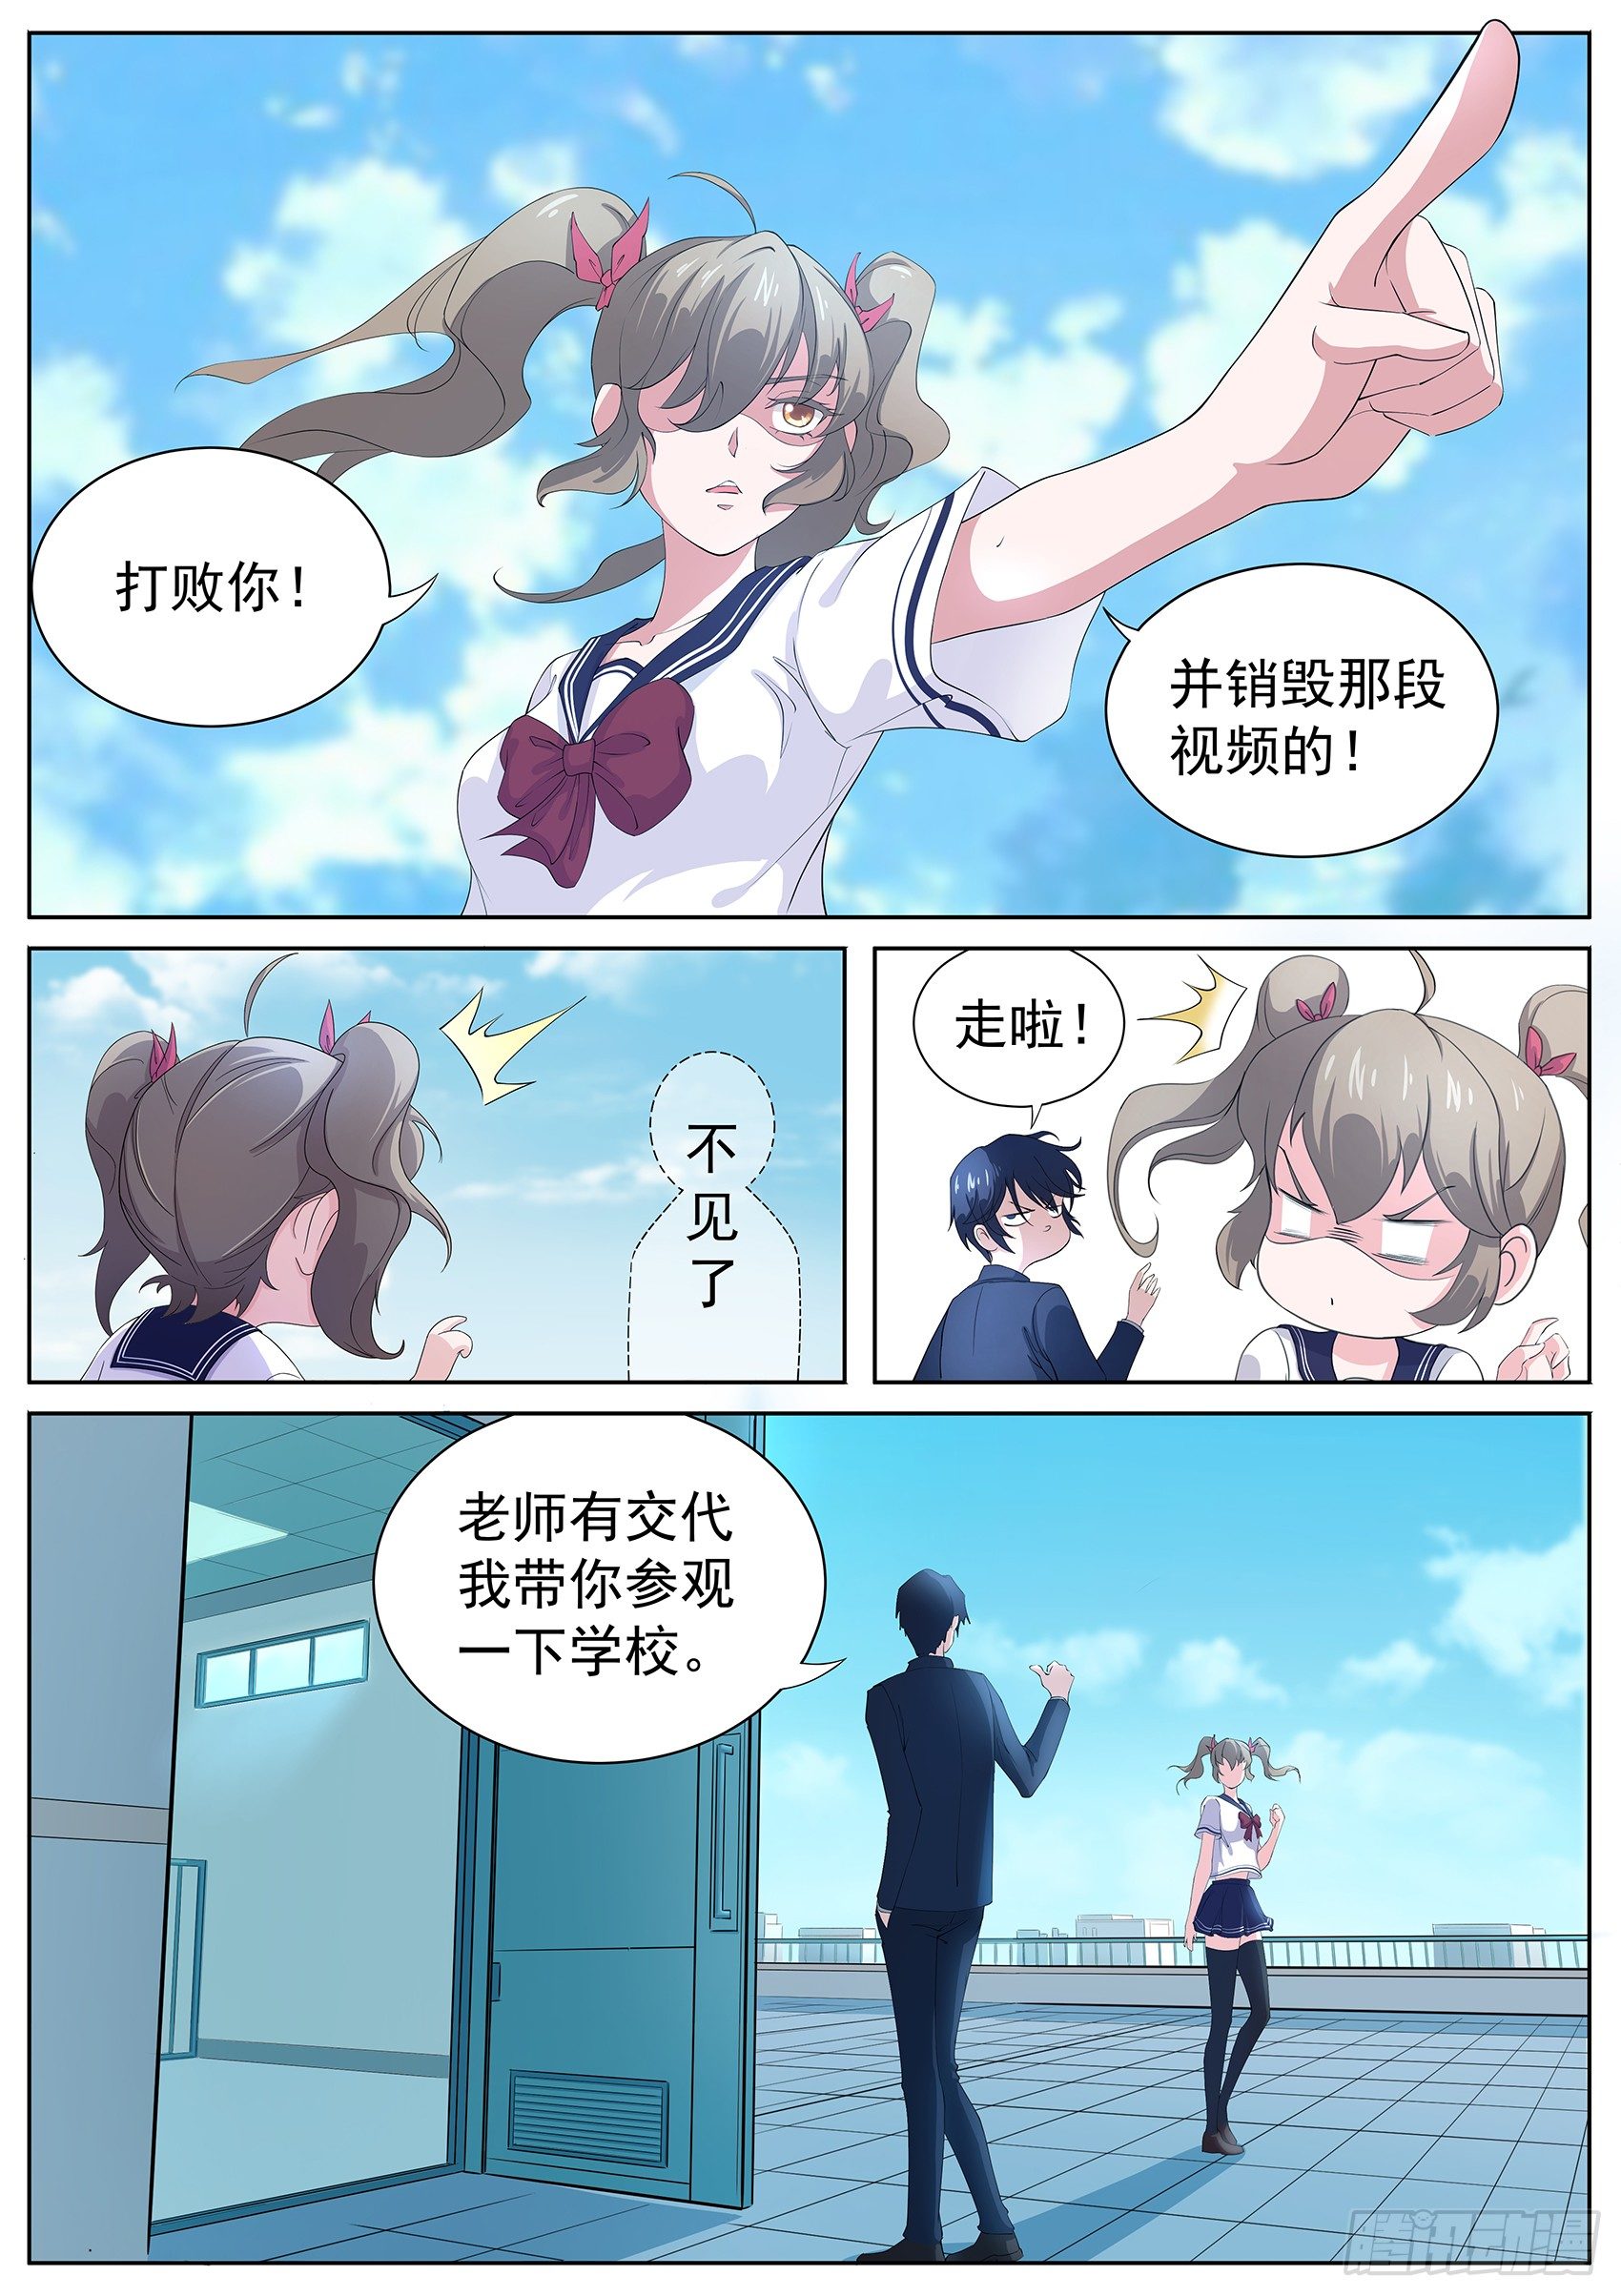 打败你！
并销毁那段
视频的！
不见了
走啦！
老师有交代
我带你参观
一下学校。
腾讯动漫